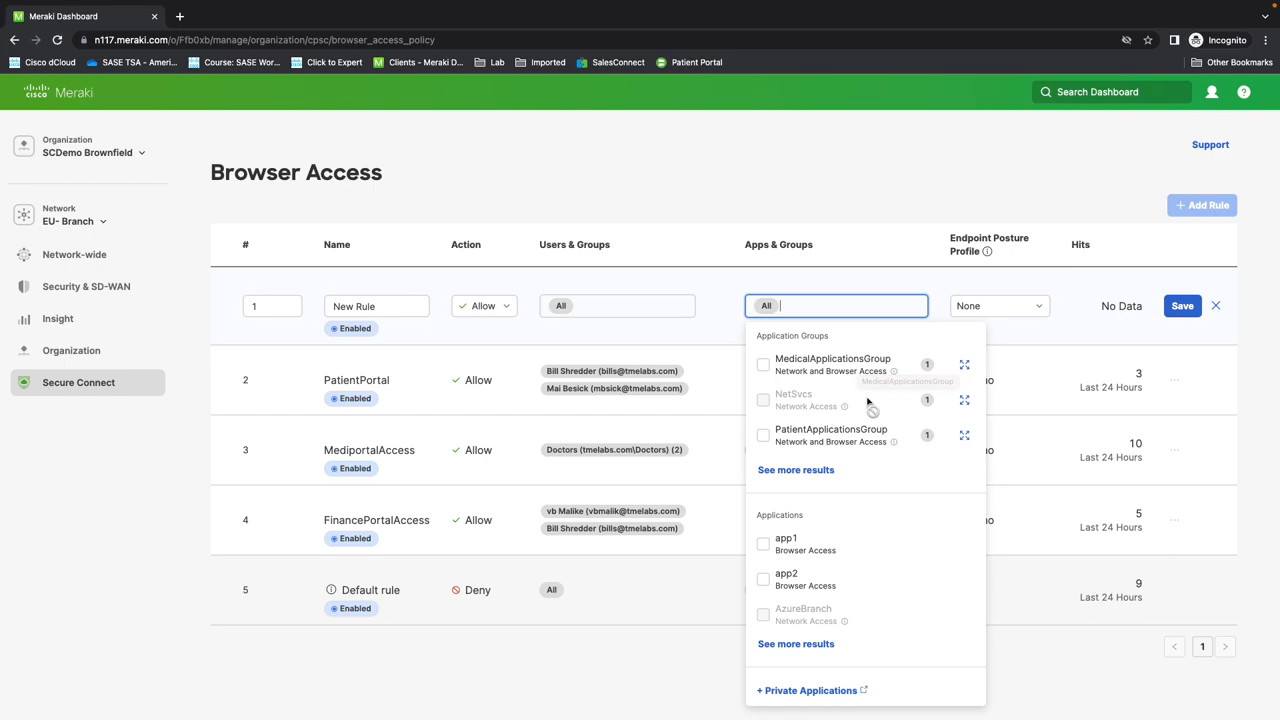 Meraki Dashboard
n117.meraki.com/o/Ffb0xb/manage/organization/cpsc/browser_access_policy
Incognito
Cisco dCloud
SASE TSA - Ameri...
Course: SASE Wor...
Click to Expert
Clients - Meraki D...
Lab
Imported
SalesConnect
Patient Portal
Other Bookmarks
CISCO Meraki
Search Dashboard
Organization
SCDemo Brownfield
Network
EU- Branch
Network-wide
Security & SD-WAN
Insight
Organization
Secure Connect
Support
Browser Access
+ Add Rule
# Name Action Users & Groups Apps & Groups Endpoint Posture Profile Hits
1 New Rule Allow All All None No Data Save
Enabled
2 PatientPortal Allow Bill Shredder (bills@tmelabs.com) 3
Mai Besick (mbsick@tmelabs.com) Last 24 Hours
Enabled
3 MediportalAccess Allow Doctors (tmelabs.com\Doctors) (2) 10
Last 24 Hours
Enabled
4 FinancePortalAccess Allow vb Malike (vbmalik@tmelabs.com) 5
Bill Shredder (bills@tmelabs.com) Last 24 Hours
Enabled
5 Default rule Deny All 9
Last 24 Hours
Enabled
Application Groups
MedicalApplicationsGroup 1
Network and Browser Access
MedicalApplicationsGroup
NetSvcs 1
Network Access
PatientApplicationsGroup 1
Network and Browser Access
See more results
Applications
app1
Browser Access
app2
Browser Access
AzureBranch
Network Access
See more results
+ Private Applications
1